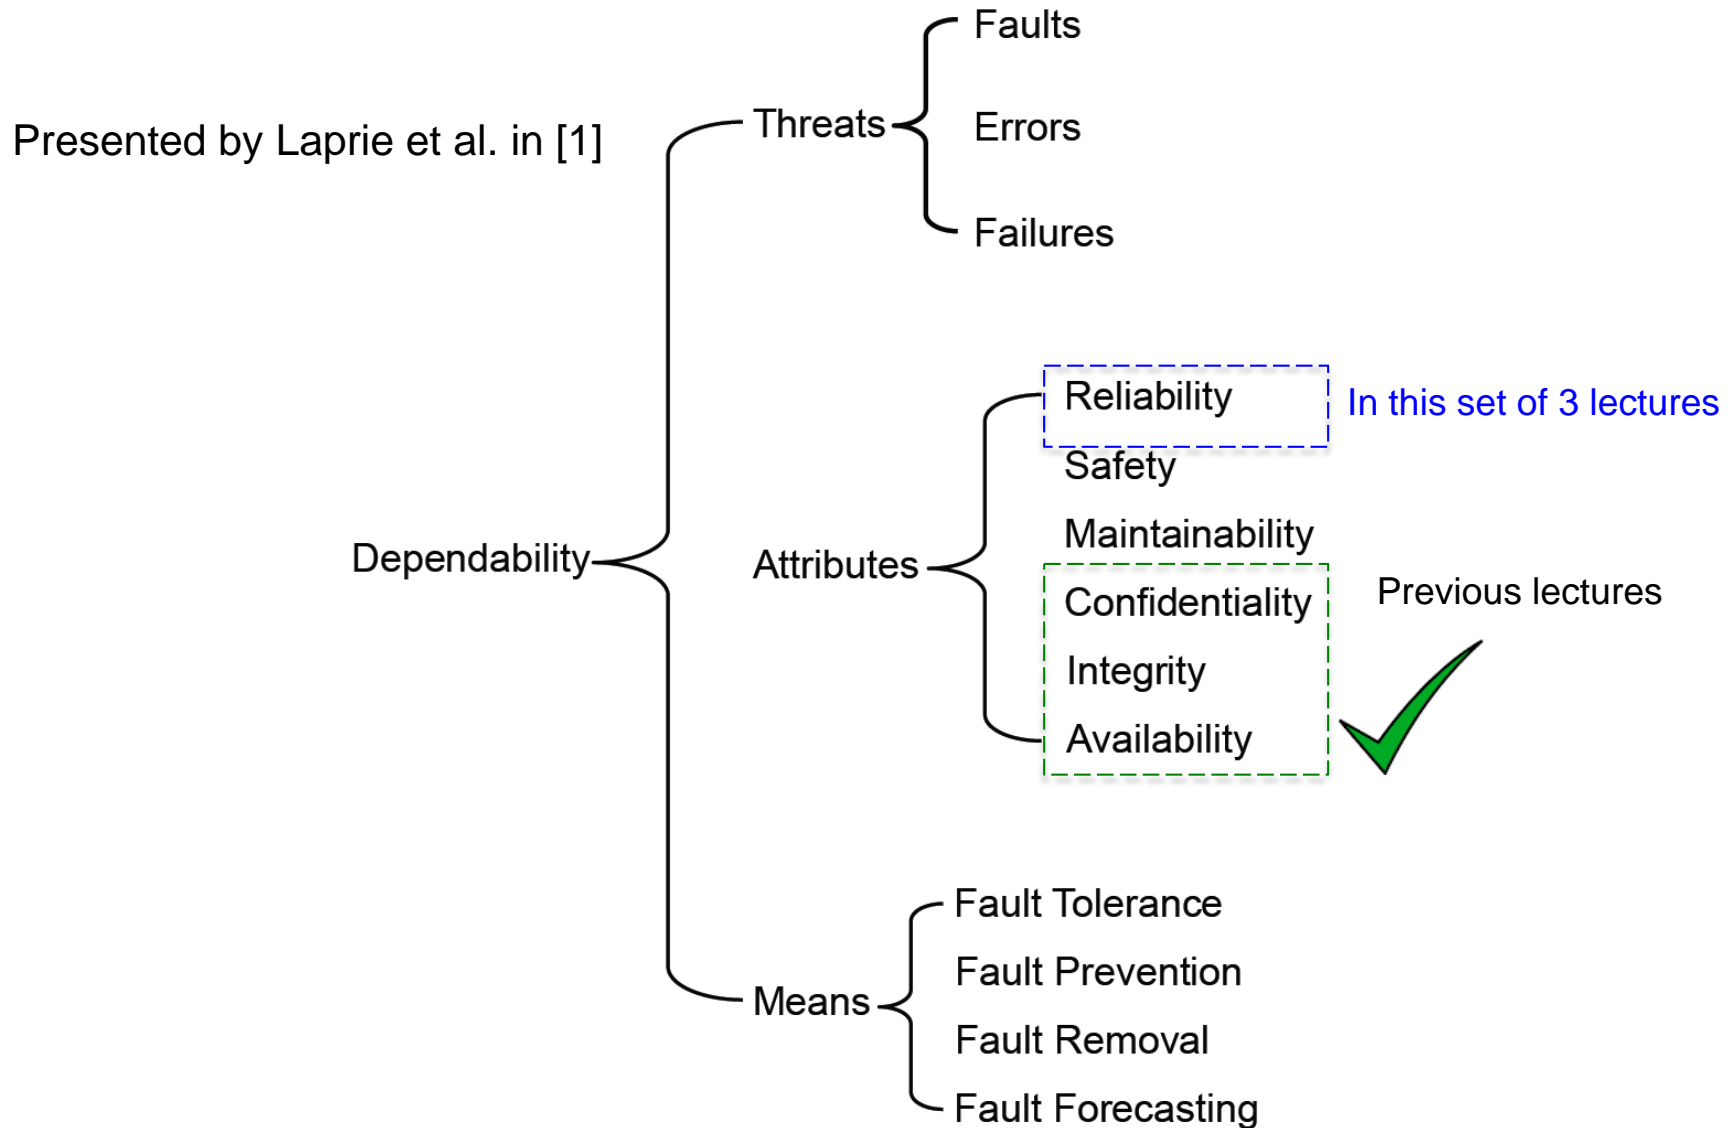 Presented by Laprie et al. in [1]
Dependability
Threats
Faults
Errors
Failures
Attributes
Reliability
In this set of 3 lectures
Safety
Maintainability
Confidentiality
Previous lectures
Integrity
Availability
Means
Fault Tolerance
Fault Prevention
Fault Removal
Fault Forecasting